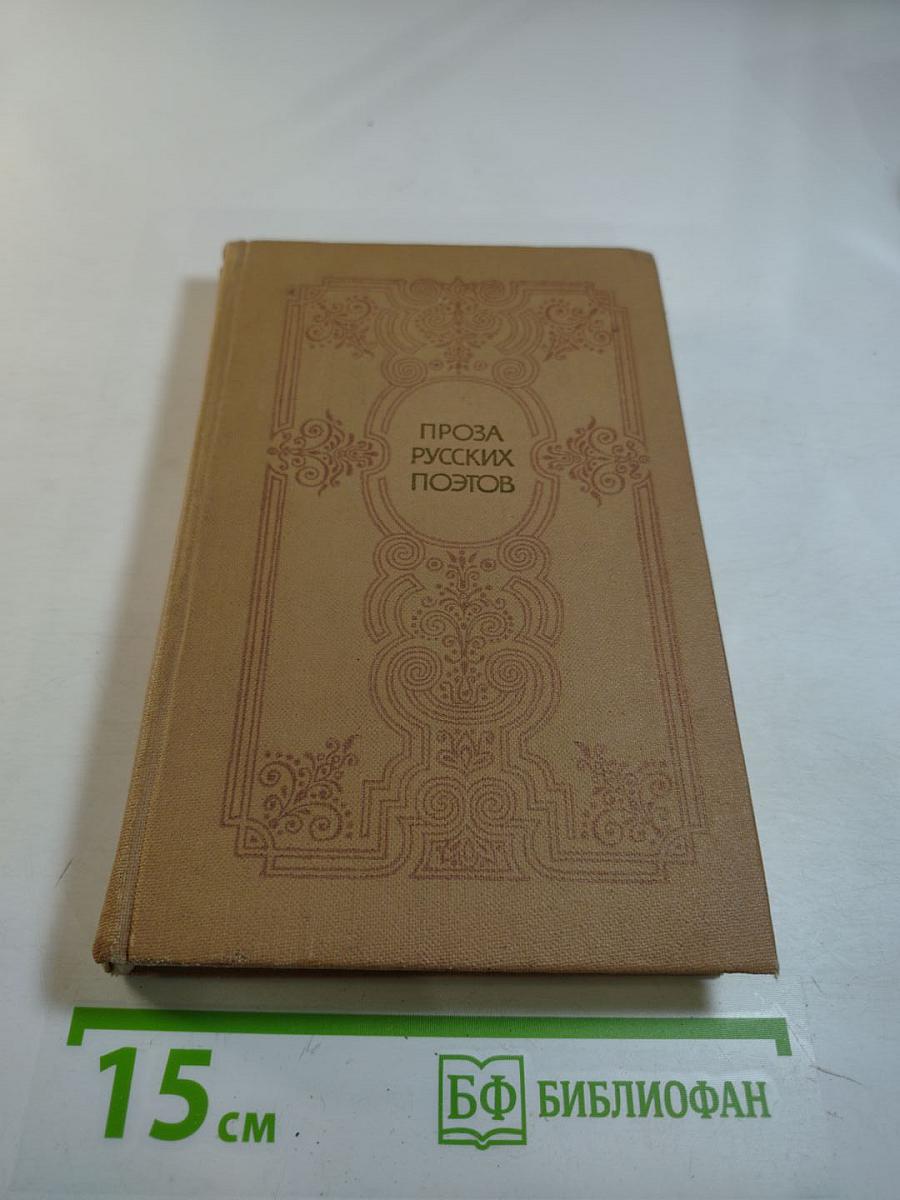 ПРОЗА
РУССКИХ
ПОЭТОВ
15 см
БФ БИБЛИОФАН